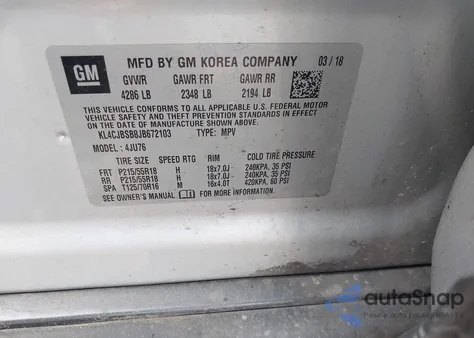 GM
MFD BY GM KOREA COMPANY 03 / 18
GVWR GAWR FRT GAWR RR
4286 LB 2348 LB 2194 LB
THIS VEHICLE CONFORMS TO ALL APPLICABLE U.S. FEDERAL MOTOR
VEHICLE SAFETY, BUMPER, AND THEFT PREVENTION STANDARDS IN
EFFECT ON THE DATE OF MANUFACTURE SHOWN ABOVE.
KL4CJBSB8JB672103 TYPE: MPV
MODEL : 4JU76
TIRE SIZE SPEED RTG RIM COLD TIRE PRESSURE
FRT P215/55R18 H 18x7.0J 240KPA, 35 PSI
RR P215/55R18 H 18x7.0J 240KPA, 35 PSI
SPA T125/70R16 M 16x4.0T 420KPA, 60 PSI
SEE OWNER'S MANUAL FOR MORE INFORMATION.
autoSnap